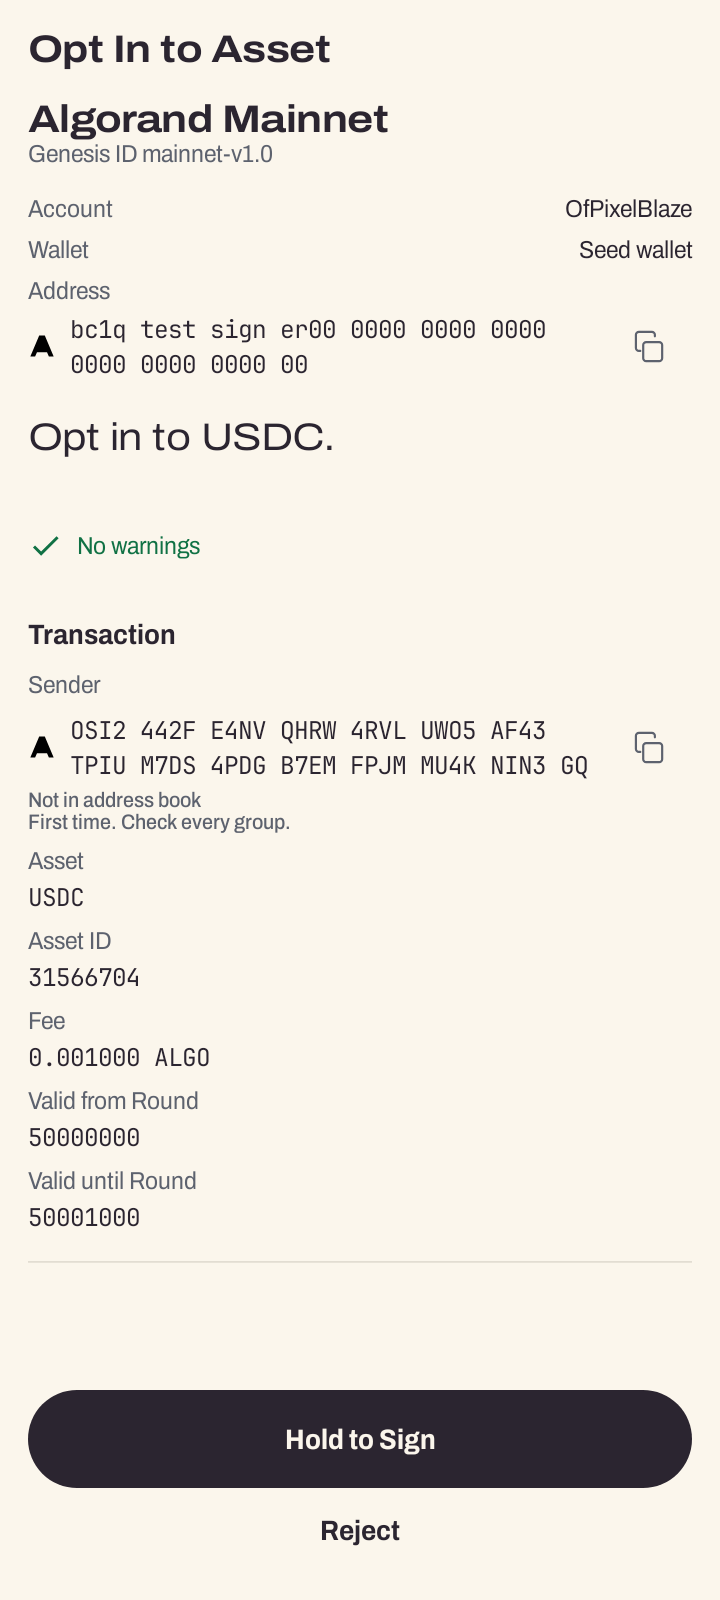 Opt In to Asset
Algorand Mainnet
Genesis ID mainnet-v1.0
Account OfPixelBlaze
Wallet Seed wallet
Address
bc1q test sign er00 0000 0000 0000
0000 0000 0000 00
Opt in to USDC.
No warnings
Transaction
Sender
OSI2 442F E4NV QHRW 4RVL UWO5 AF43
TPIU M7DS 4PDG B7EM FPJM MU4K NIN3 GQ
Not in address book
First time. Check every group.
Asset
USDC
Asset ID
31566704
Fee
0.001000 ALGO
Valid from Round
50000000
Valid until Round
50001000
Hold to Sign
Reject